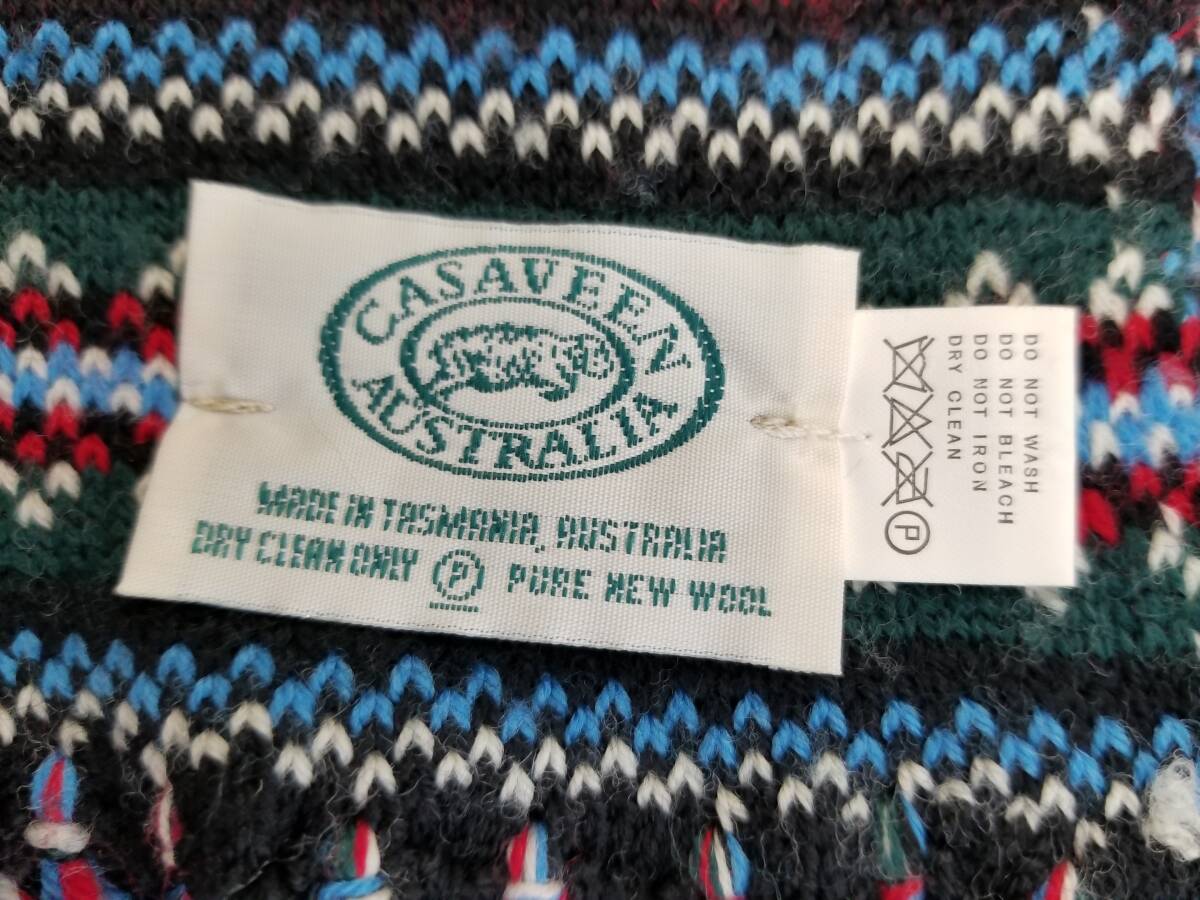 CASAVEEN
AUSTRALIA
MADE IN TASMANIA, AUSTRALIA
DRY CLEAN ONLY P PURE NEW WOOL
DO NOT WASH
DO NOT BLEACH
DO NOT IRON
DRY CLEAN
P